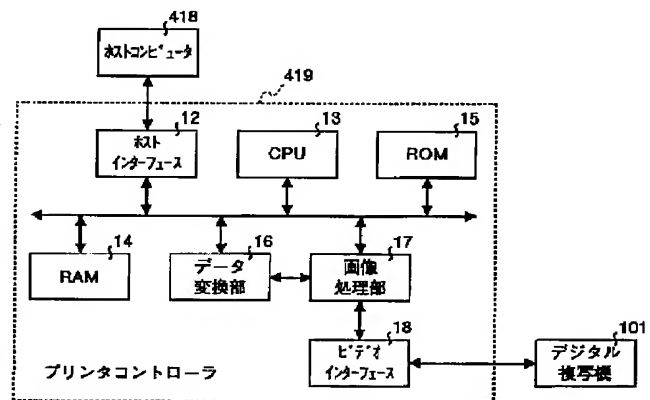 418
ホストコンピュータ
419
12
ホスト
インターフェース
13
CPU
15
ROM
14
RAM
16
データ
変換部
17
画像
処理部
18
ビデオ
インターフェース
101
デジタル
複写機
プリンタコントローラ